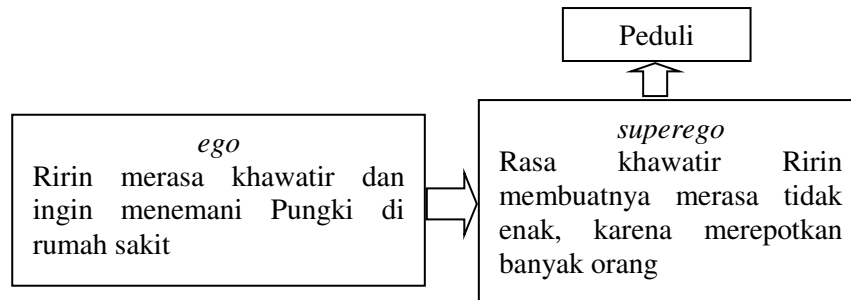 Peduli
ego
Ririn merasa khawatir dan
ingin menemani Pungki di
rumah sakit
superego
Rasa khawatir Ririn
membuatnya merasa tidak
enak, karena merepotkan
banyak orang